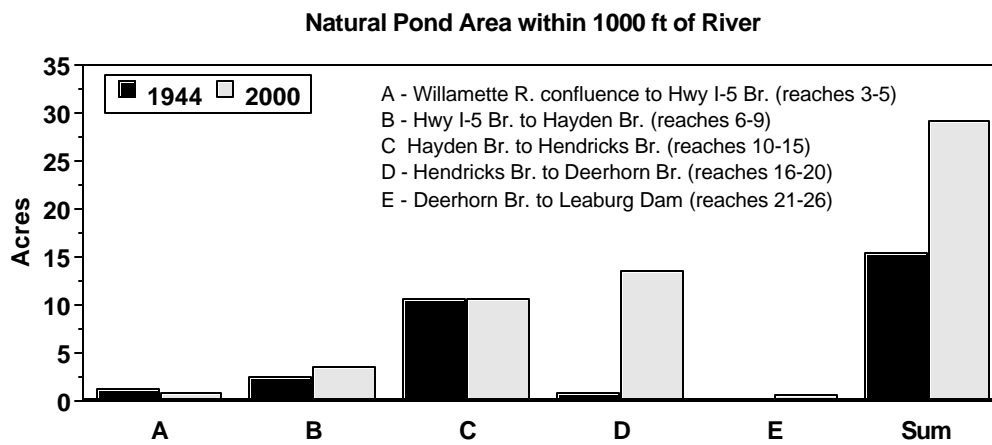 Natural Pond Area within 1000 ft of River
35
30
25
20
15
10
5
0
Acres
1944 2000
A - Willamette R. confluence to Hwy I-5 Br. (reaches 3-5)
B - Hwy I-5 Br. to Hayden Br. (reaches 6-9)
C Hayden Br. to Hendricks Br. (reaches 10-15)
D - Hendricks Br. to Deerhorn Br. (reaches 16-20)
E - Deerhorn Br. to Leaburg Dam (reaches 21-26)
A B C D E Sum